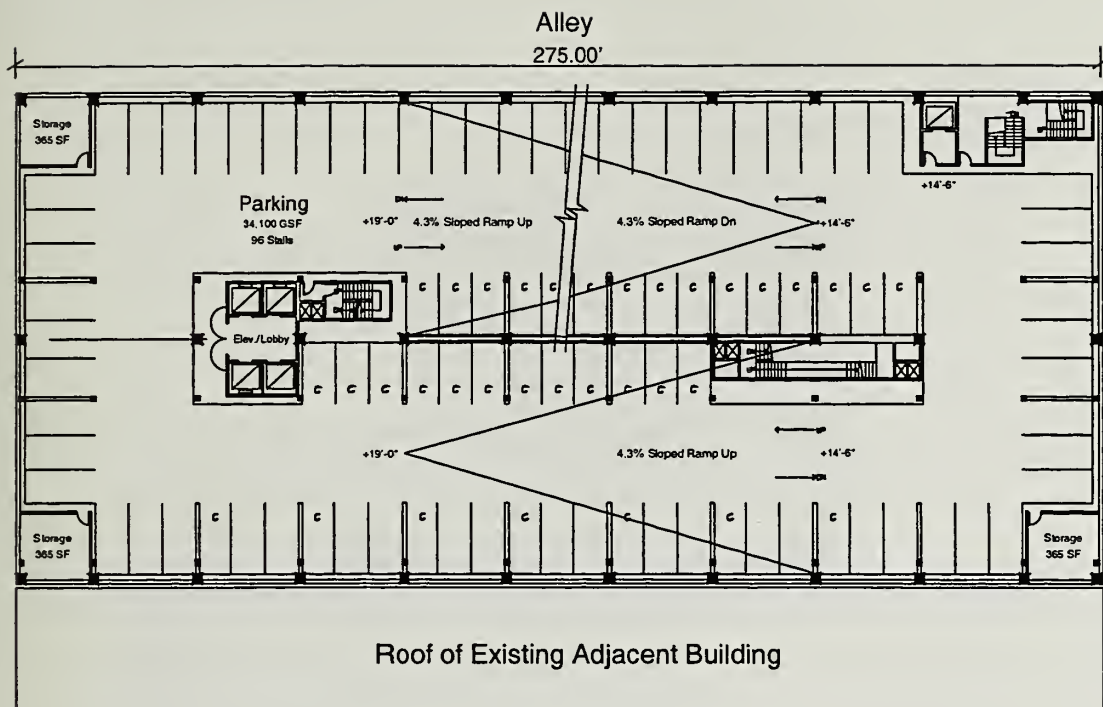 Alley
275.00'
Storage
365 SF
+14'-6"
Parking
34,100 GSF
96 Stalls
+19'-0"
4.3% Sloped Ramp Up
4.3% Sloped Ramp Dn
+14'-6"
c c c c c c c c c c c c c c
Elev./Lobby
c c c c c c c c c c c
+19'-0"
4.3% Sloped Ramp Up
+14'-6"
c c c c c c c c
Storage
365 SF
Storage
365 SF
Roof of Existing Adjacent Building